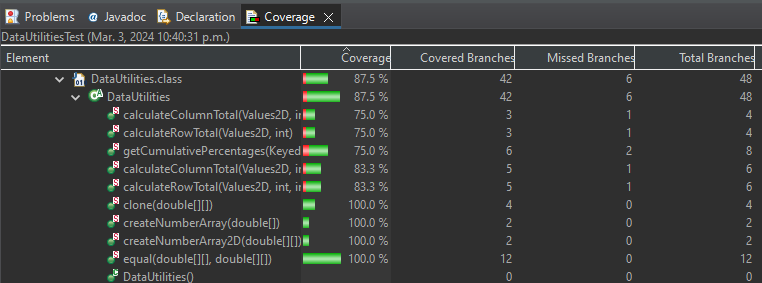 Problems @ Javadoc Declaration Coverage
DataUtilitiesTest (Mar. 3, 2024 10:40:31 p.m.)
Element Coverage Covered Branches Missed Branches Total Branches
DataUtilities.class 87.5 % 42 6 48
DataUtilities 87.5 % 42 6 48
calculateColumnTotal(Values2D, in 75.0 % 3 1 4
calculateRowTotal(Values2D, int) 75.0 % 3 1 4
getCumulativePercentages(Keyed 75.0 % 6 2 8
calculateColumnTotal(Values2D, in 83.3 % 5 1 6
calculateRowTotal(Values2D, int, in 83.3 % 5 1 6
clone(double[][]) 100.0 % 4 0 4
createNumberArray(double[]) 100.0 % 2 0 2
createNumberArray2D(double[][]) 100.0 % 2 0 2
equal(double[][], double[][]) 100.0 % 12 0 12
DataUtilities() 0 0 0